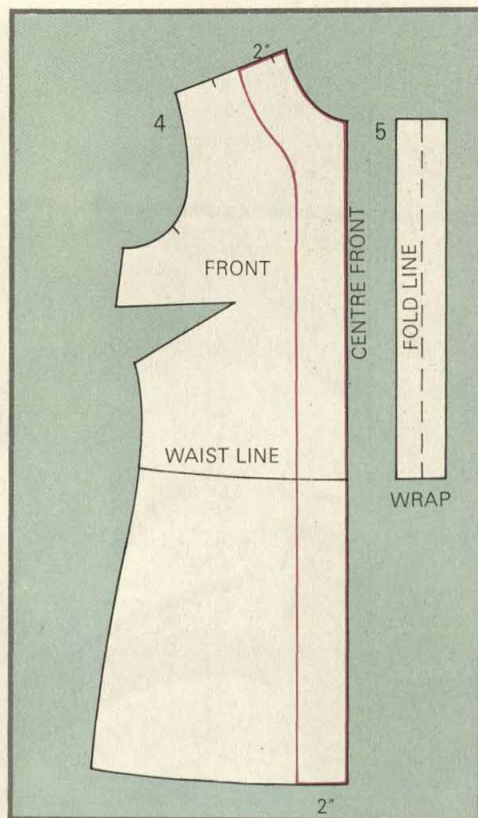 2"
4
5
FRONT
CENTRE FRONT
FOLD LINE
WAIST LINE
WRAP
2"